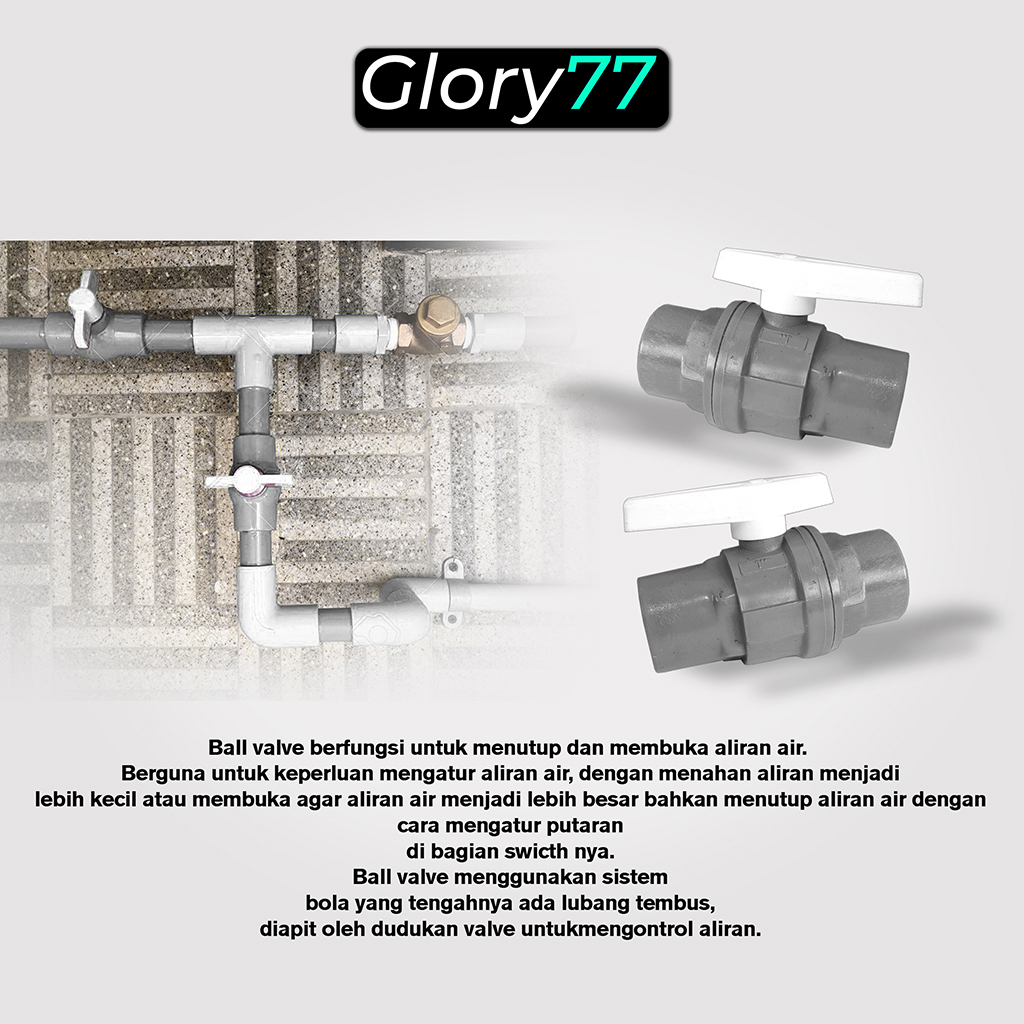 Glory77
Ball valve berfungsi untuk menutup dan membuka aliran air.
Berguna untuk keperluan mengatur aliran air, dengan menahan aliran menjadi
lebih kecil atau membuka agar aliran air menjadi lebih besar bahkan menutup aliran air dengan
cara mengatur putaran
di bagian swicth nya.
Ball valve menggunakan sistem
bola yang tengahnya ada lubang tembus,
diapit oleh dudukan valve untukmengontrol aliran.